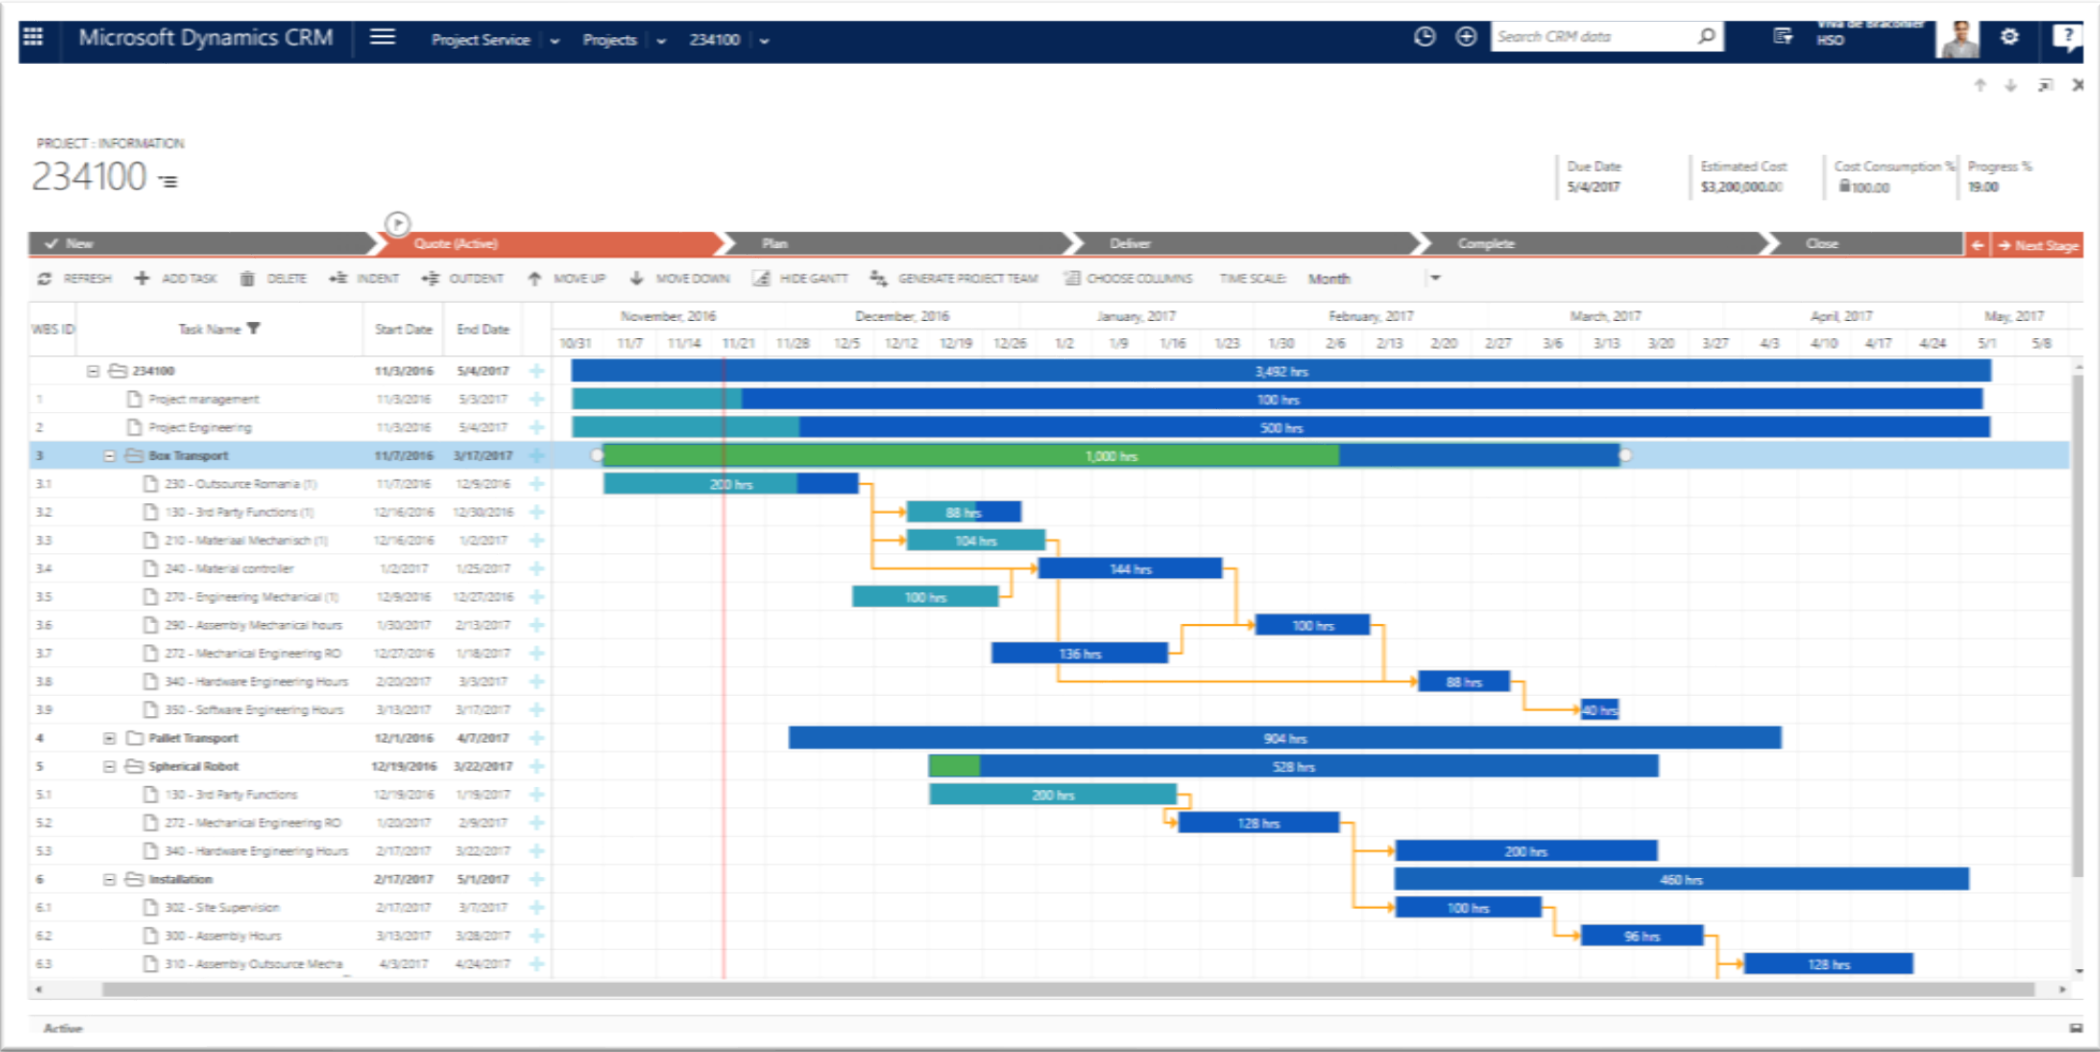 Microsoft Dynamics CRM Project Service Projects 234100 Search CRM data
HSO
?
PROJECT : INFORMATION
234100
Due Date Estimated Cost Cost Consumption % Progress %
5/4/2017 $3,200,000.00 100.00 19.00
New Quote (Active) Plan Deliver Complete Close Next Stage
REFRESH ADD TASK DELETE INDENT OUTDENT MOVE UP MOVE DOWN HIDE GANTT GENERATE PROJECT TEAM CHOOSE COLUMNS TIME SCALE: Month
WBS ID Task Name Start Date End Date
November, 2016 December, 2016 January, 2017 February, 2017 March, 2017 April, 2017 May, 2017
10/31 11/7 11/14 11/21 11/28 12/5 12/12 12/19 12/26 1/2 1/9 1/16 1/23 1/30 2/6 2/13 2/20 2/27 3/6 3/13 3/20 3/27 4/3 4/10 4/17 4/24 5/1 5/8
234100 11/3/2016 5/4/2017 3,492 hrs
1 Project management 11/3/2016 5/3/2017 100 hrs
2 Project Engineering 11/3/2016 5/4/2017 500 hrs
3 Box Transport 11/7/2016 3/17/2017 1,000 hrs
3.1 230 - Outsource Romania (1) 11/7/2016 12/9/2016 200 hrs
3.2 130 - 3rd Party Functions (1) 12/16/2016 12/30/2016 88 hrs
3.3 210 - Materiaal Mechanisch (1) 12/16/2016 1/2/2017 104 hrs
3.4 240 - Material controller 1/2/2017 1/25/2017 144 hrs
3.5 270 - Engineering Mechanical (1) 12/9/2016 12/27/2016 100 hrs
3.6 290 - Assembly Mechanical hours 1/30/2017 2/13/2017 100 hrs
3.7 272 - Mechanical Engineering RO 12/27/2016 1/18/2017 136 hrs
3.8 340 - Hardware Engineering Hours 2/20/2017 3/3/2017 88 hrs
3.9 350 - Software Engineering Hours 3/13/2017 3/17/2017 40 hrs
4 Pallet Transport 12/1/2016 4/7/2017 904 hrs
5 Spherical Robot 12/19/2016 3/22/2017 528 hrs
5.1 130 - 3rd Party Functions 12/19/2016 1/19/2017 200 hrs
5.2 272 - Mechanical Engineering RO 1/20/2017 2/9/2017 128 hrs
5.3 340 - Hardware Engineering Hours 2/17/2017 3/22/2017 200 hrs
6 Installation 2/17/2017 5/1/2017 460 hrs
6.1 302 - Site Supervision 2/17/2017 3/7/2017 100 hrs
6.2 300 - Assembly Hours 3/13/2017 3/28/2017 96 hrs
6.3 310 - Assembly Outsource Mecha 4/3/2017 4/24/2017 128 hrs
Active